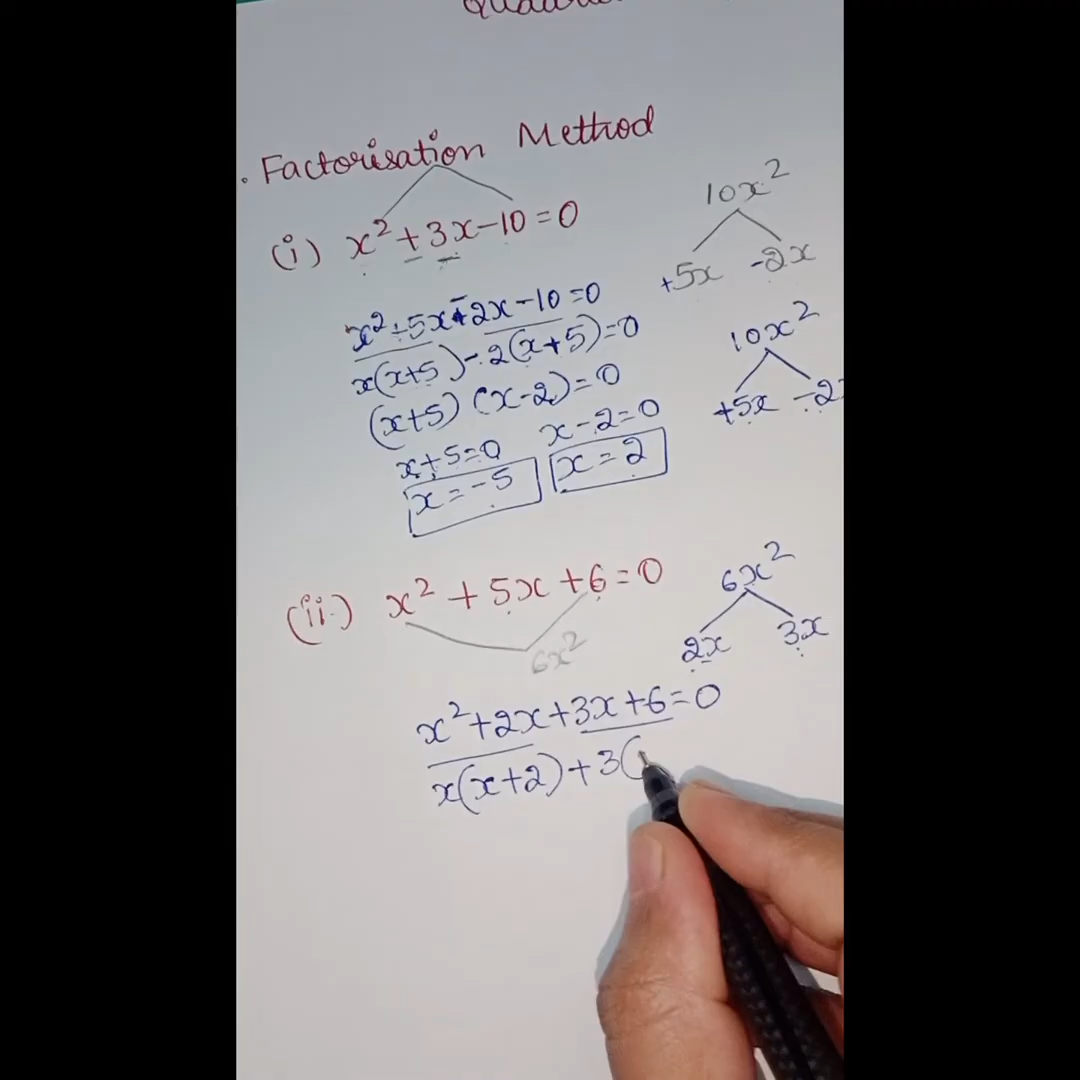 . Factorisation Method
(i) x² + 3x - 10 = 0
10x²
+5x -2x
x² + 5x - 2x - 10 = 0
x(x+5) - 2(x+5) = 0
(x+5) (x-2) = 0
x+5=0 x-2=0
x=-5 x=2
10x²
+5x -2x
(ii.) x² + 5x + 6 = 0
6x²
6x²
2x 3x
x² + 2x + 3x + 6 = 0
x(x+2) + 3(